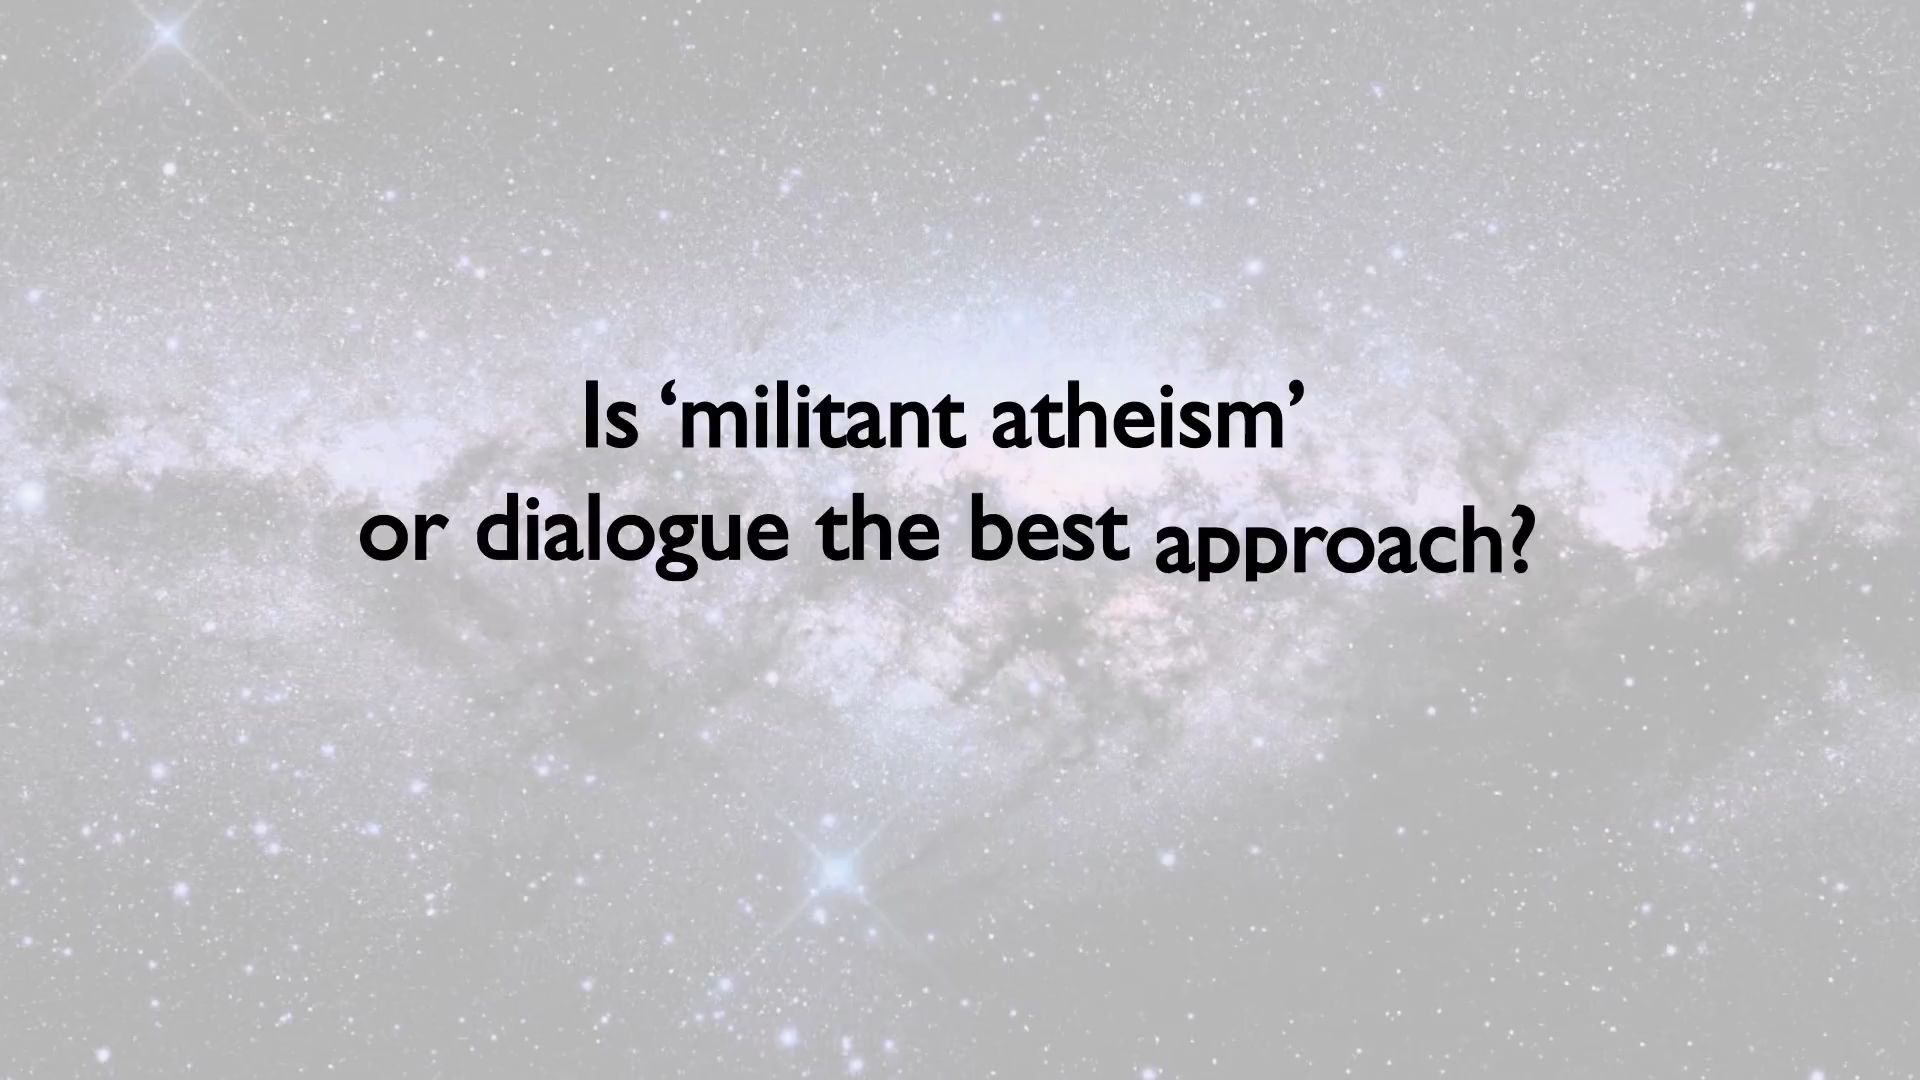 Is ‘militant atheism’
or dialogue the best approach?